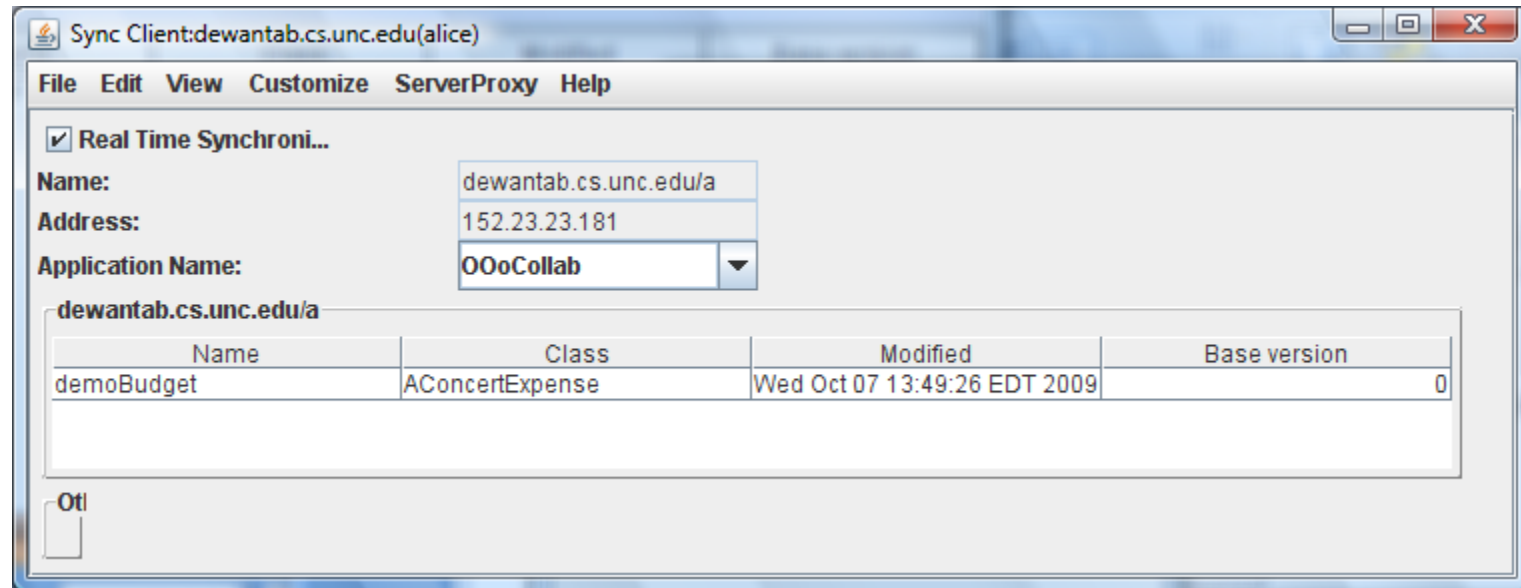 Sync Client:dewantab.cs.unc.edu(alice)
File Edit View Customize ServerProxy Help
Real Time Synchroni...
Name: dewantab.cs.unc.edu/a
Address: 152.23.23.181
Application Name: OOoCollab
dewantab.cs.unc.edu/a
Name Class Modified Base version
demoBudget AConcertExpense Wed Oct 07 13:49:26 EDT 2009 0